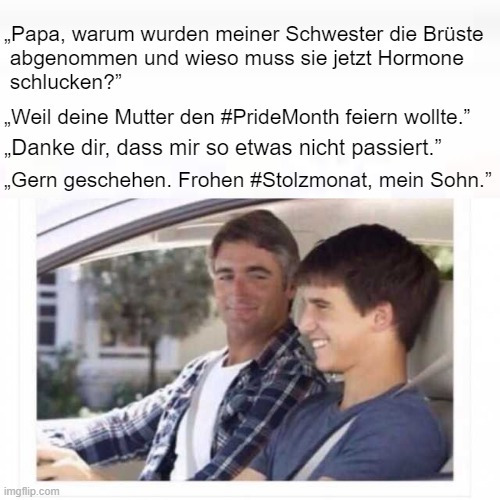 „Papa, warum wurden meiner Schwester die Brüste
abgenommen und wieso muss sie jetzt Hormone
schlucken?”
„Weil deine Mutter den #PrideMonth feiern wollte.”
„Danke dir, dass mir so etwas nicht passiert.”
„Gern geschehen. Frohen #Stolzmonat, mein Sohn.”
imgflip.com